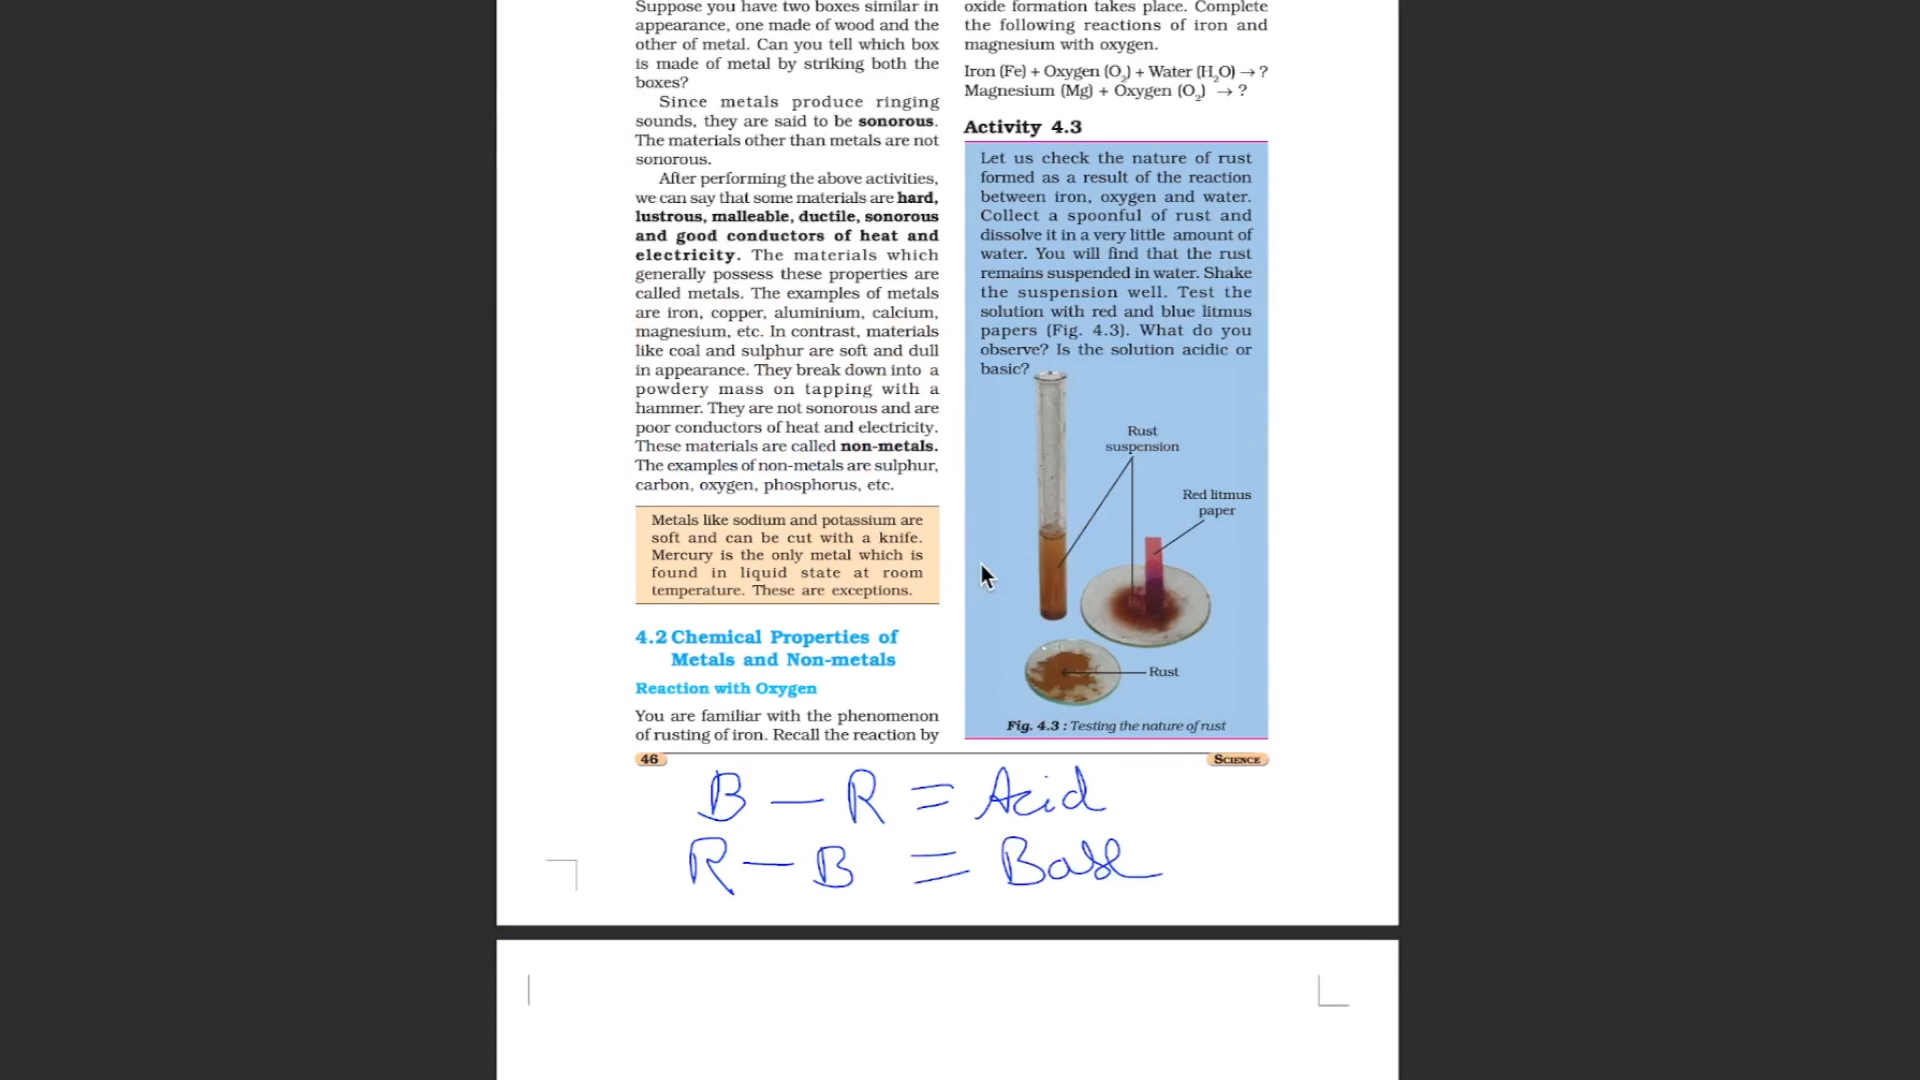 Suppose you have two boxes similar in
appearance, one made of wood and the
other of metal. Can you tell which box
is made of metal by striking both the
boxes?
Since metals produce ringing
sounds, they are said to be sonorous.
The materials other than metals are not
sonorous.
After performing the above activities,
we can say that some materials are hard,
lustrous, malleable, ductile, sonorous
and good conductors of heat and
electricity. The materials which
generally possess these properties are
called metals. The examples of metals
are iron, copper, aluminium, calcium,
magnesium, etc. In contrast, materials
like coal and sulphur are soft and dull
in appearance. They break down into a
powdery mass on tapping with a
hammer. They are not sonorous and are
poor conductors of heat and electricity.
These materials are called non-metals.
The examples of non-metals are sulphur,
carbon, oxygen, phosphorus, etc.
Metals like sodium and potassium are
soft and can be cut with a knife.
Mercury is the only metal which is
found in liquid state at room
temperature. These are exceptions.
4.2 Chemical Properties of
Metals and Non-metals
Reaction with Oxygen
You are familiar with the phenomenon
of rusting of iron. Recall the reaction by
oxide formation takes place. Complete
the following reactions of iron and
magnesium with oxygen.
Iron (Fe) + Oxygen (O₂) + Water (H₂O) → ?
Magnesium (Mg) + Oxygen (O₂) → ?
Activity 4.3
Let us check the nature of rust
formed as a result of the reaction
between iron, oxygen and water.
Collect a spoonful of rust and
dissolve it in a very little amount of
water. You will find that the rust
remains suspended in water. Shake
the suspension well. Test the
solution with red and blue litmus
papers (Fig. 4.3). What do you
observe? Is the solution acidic or
basic?
Rust
suspension
Red litmus
paper
Rust
Fig. 4.3 : Testing the nature of rust
46
SCIENCE
B — R = Acid
R — B = Base